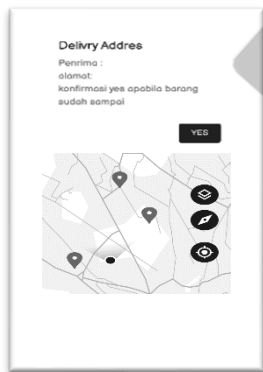 Delivry Addres
Penrima :
alamat:
konfirmasi yes apabila barang
sudah sampai
YES